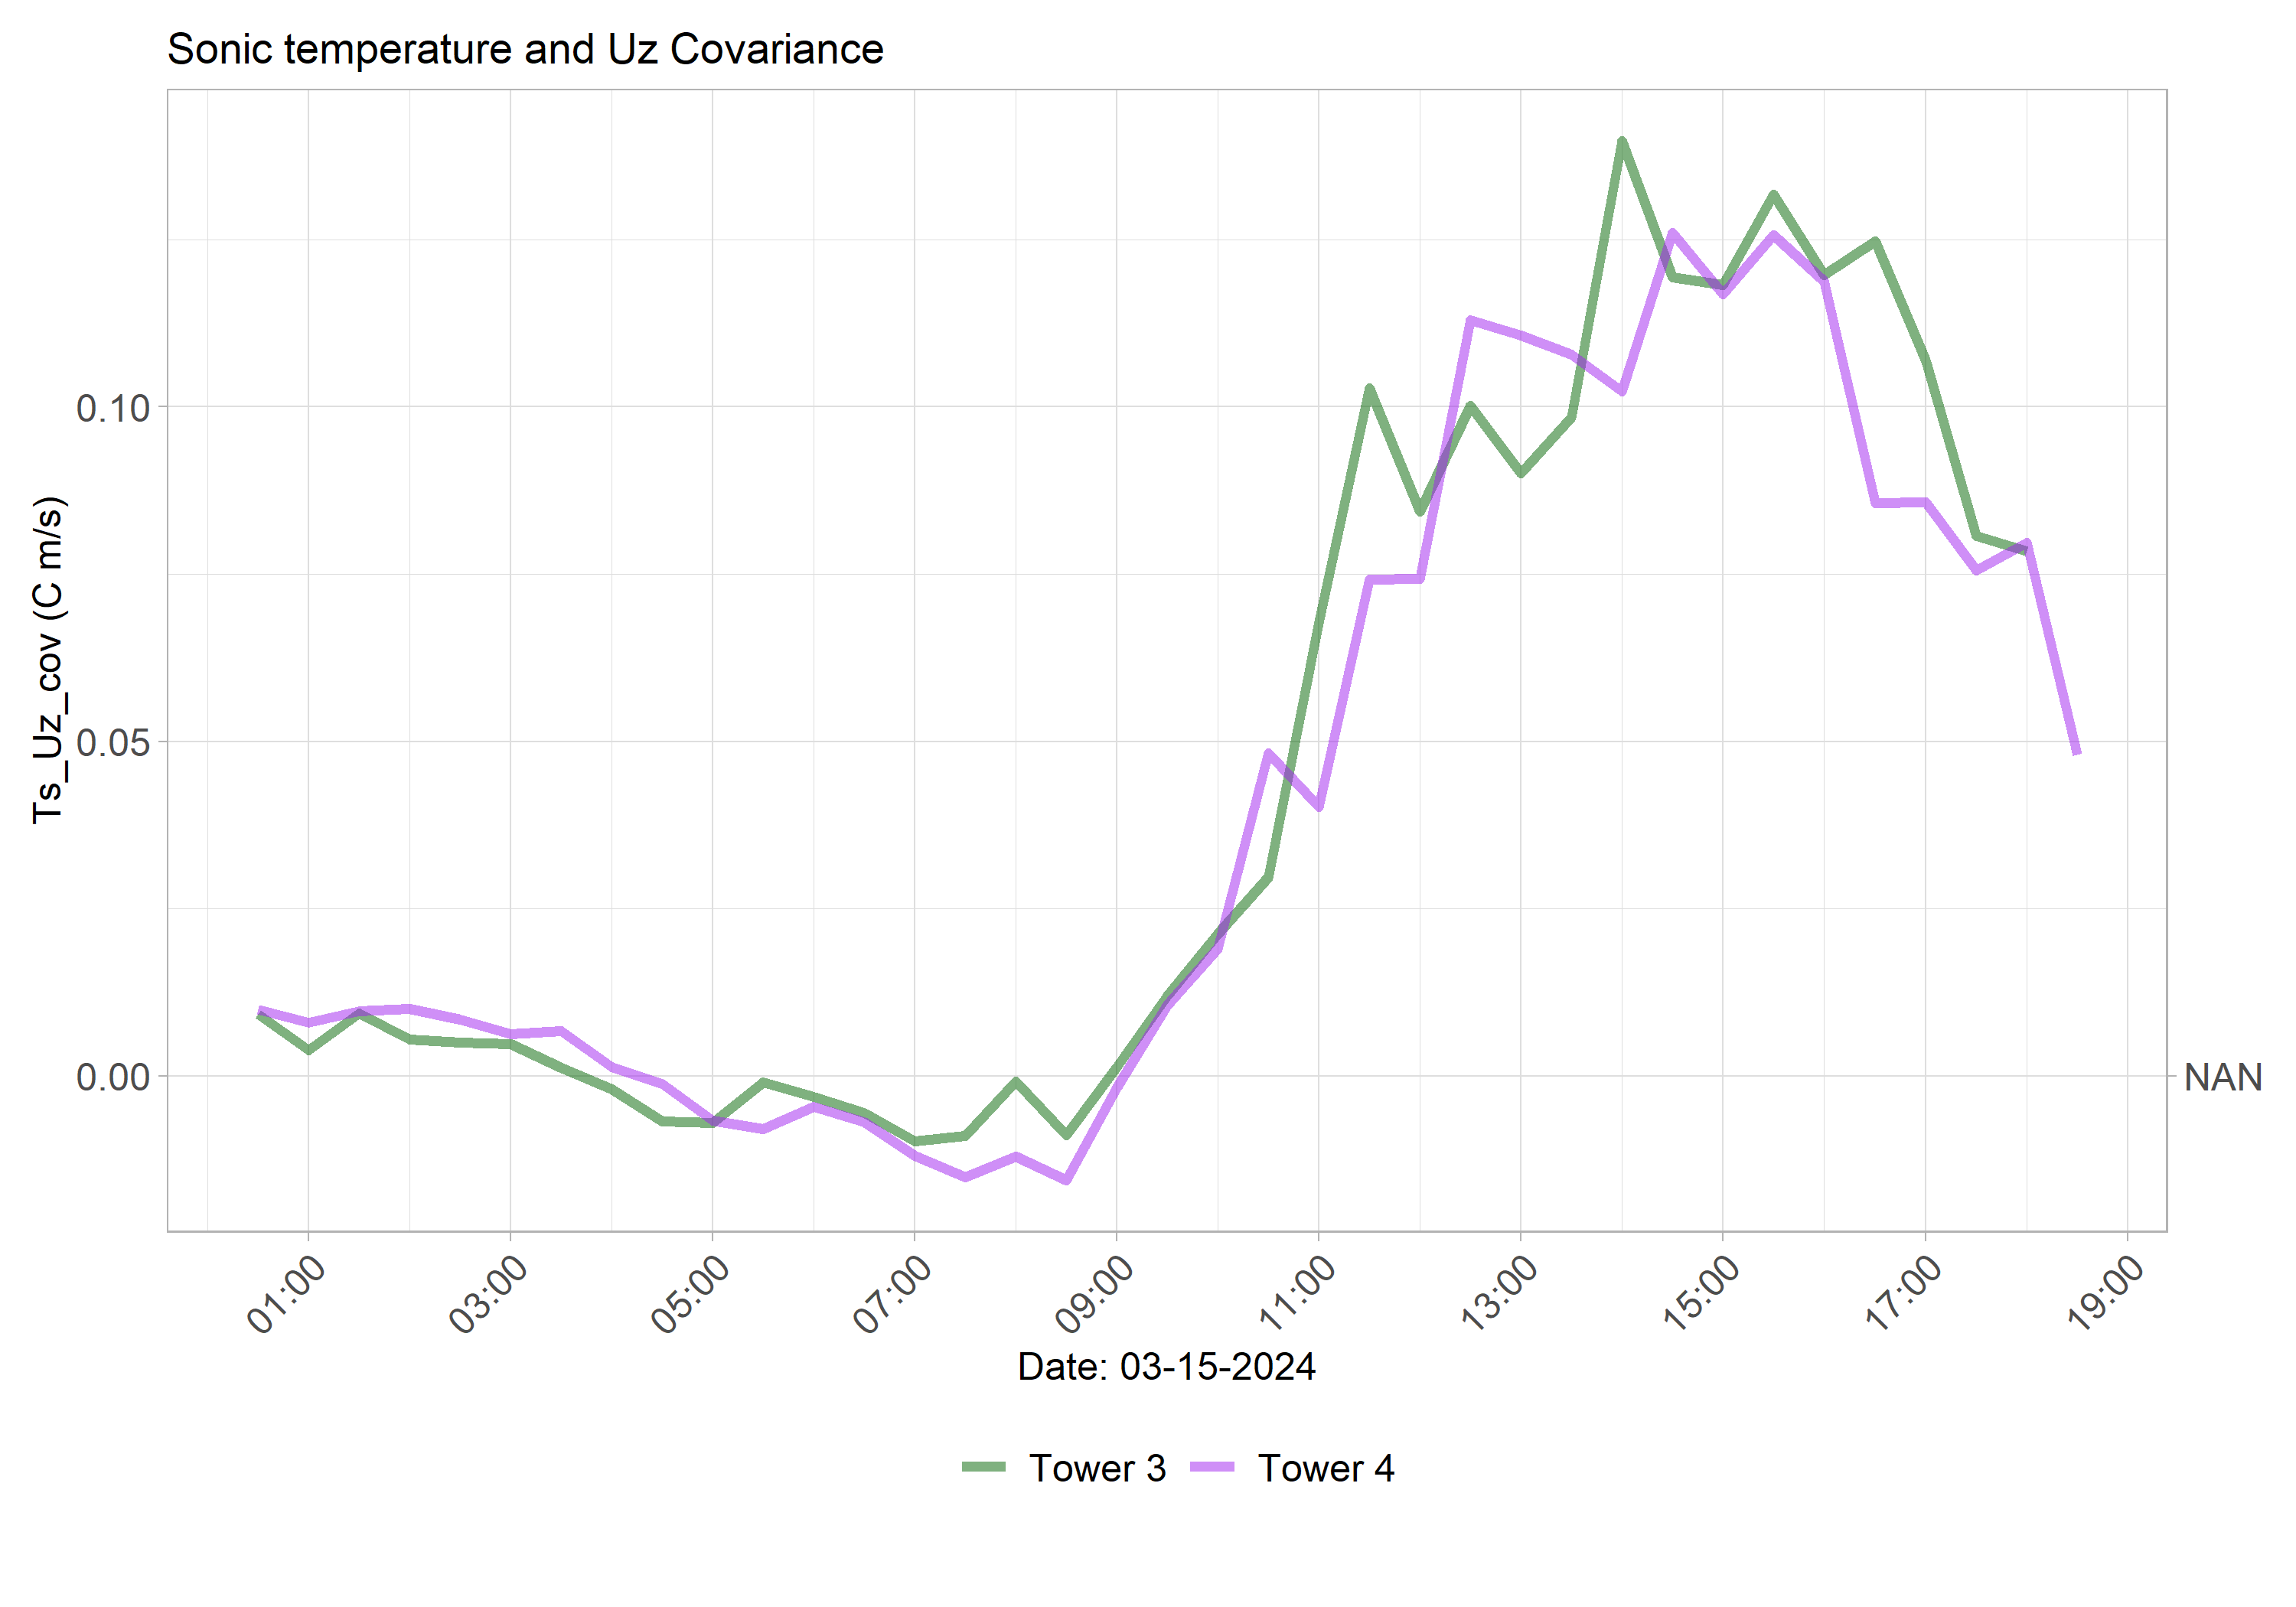 Sonic temperature and Uz Covariance
Ts_Uz_cov (C m/s)
0.10
0.05
0.00
NAN
01:00
03:00
05:00
07:00
09:00
11:00
13:00
15:00
17:00
19:00
Date: 03-15-2024
Tower 3
Tower 4